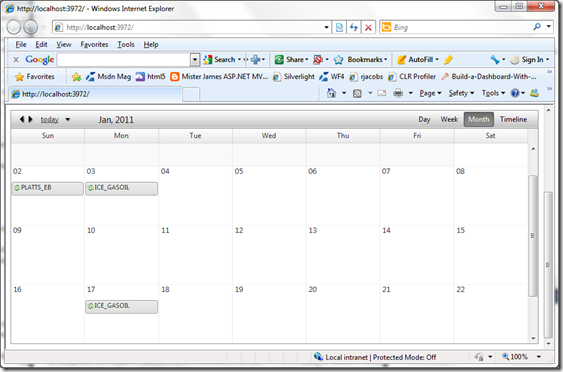 http://localhost:3972/ - Windows Internet Explorer
http://localhost:3972/ Bing
File Edit View Favorites Tools Help
x Google Search Share Bookmarks AutoFill Sign In
Favorites Msdn Mag html5 Mister James ASP.NET MV... Silverlight WF4 rjacobs CLR Profiler Build-a-Dashboard-With-...
http://localhost:3972/ Page Safety Tools
today Jan, 2011 Day Week Month Timeline
Sun Mon Tue Wed Thu Fri Sat
02 03 04 05 06 07 08
PLATTS_EB ICE_GASOIL
09 10 11 12 13 14 15
16 17 18 19 20 21 22
ICE_GASOIL
Local intranet | Protected Mode: Off 100%